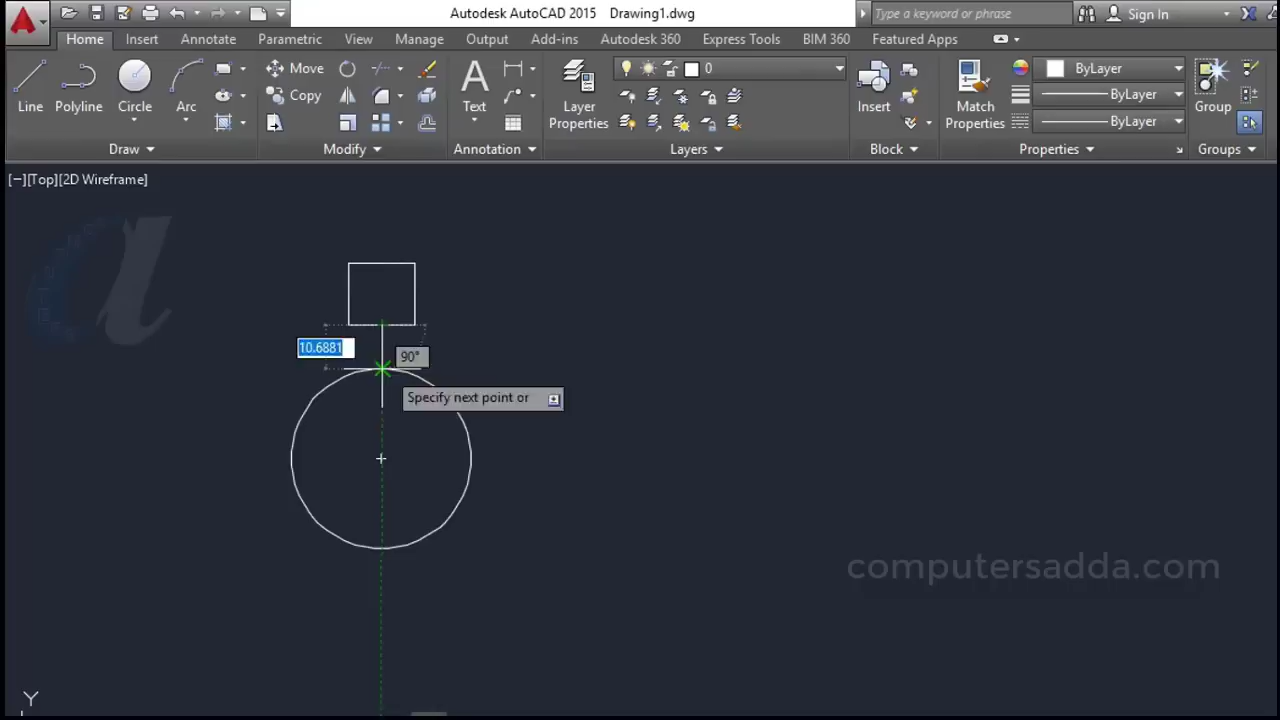 Autodesk AutoCAD 2015 Drawing1.dwg
Type a keyword or phrase
Sign In
Home Insert Annotate Parametric View Manage Output Add-ins Autodesk 360 Express Tools BIM 360 Featured Apps
Line Polyline Circle Arc
Move
Copy
Text
Layer
Properties
0
Insert
Match
Properties
ByLayer
ByLayer
ByLayer
Group
Draw Modify Annotation Layers Block Properties Groups
[−][Top][2D Wireframe]
10.6881
90°
Specify next point or
computersadda.com
Y